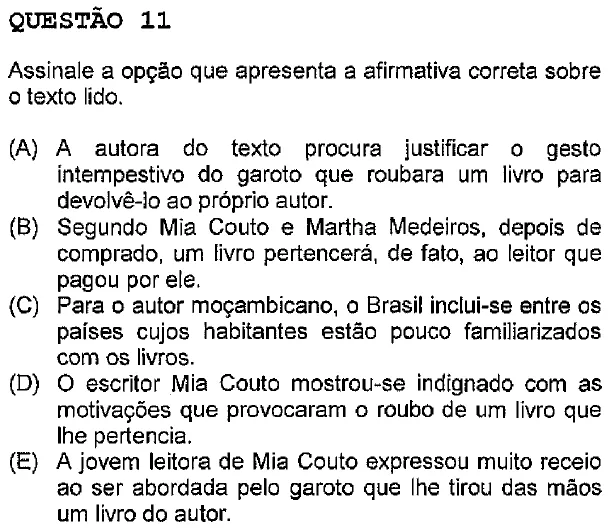 QUESTÃO 11
Assinale a opção que apresenta a afirmativa correta sobre
o texto lido.
(A) A autora do texto procura justificar o gesto
intempestivo do garoto que roubara um livro para
devolvê-lo ao próprio autor.
(B) Segundo Mia Couto e Martha Medeiros, depois de
comprado, um livro pertencerá, de fato, ao leitor que
pagou por ele.
(C) Para o autor moçambicano, o Brasil inclui-se entre os
países cujos habitantes estão pouco familiarizados
com os livros.
(D) O escritor Mia Couto mostrou-se indignado com as
motivações que provocaram o roubo de um livro que
lhe pertencia.
(E) A jovem leitora de Mia Couto expressou muito receio
ao ser abordada pelo garoto que lhe tirou das mãos
um livro do autor.